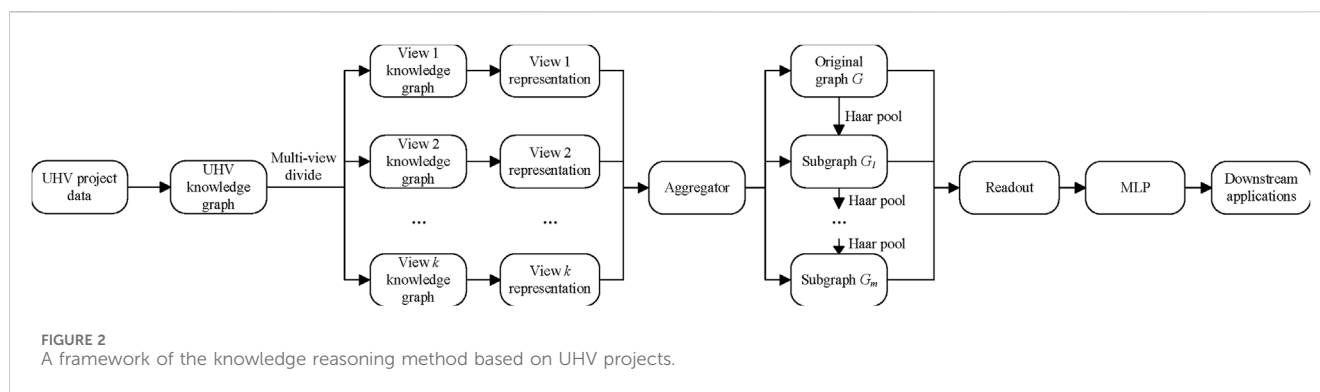 UHV project
data
UHV
knowledge
graph
Multi-view
divide
View 1
knowledge
graph
View 1
representation
View 2
knowledge
graph
View 2
representation
...
...
View k
knowledge
graph
View k
representation
Aggregator
Original
graph G
Haar pool
Subgraph G₁
Haar pool
...
Haar pool
Subgraph Gₘ
Readout
MLP
Downstream
applications
FIGURE 2
A framework of the knowledge reasoning method based on UHV projects.